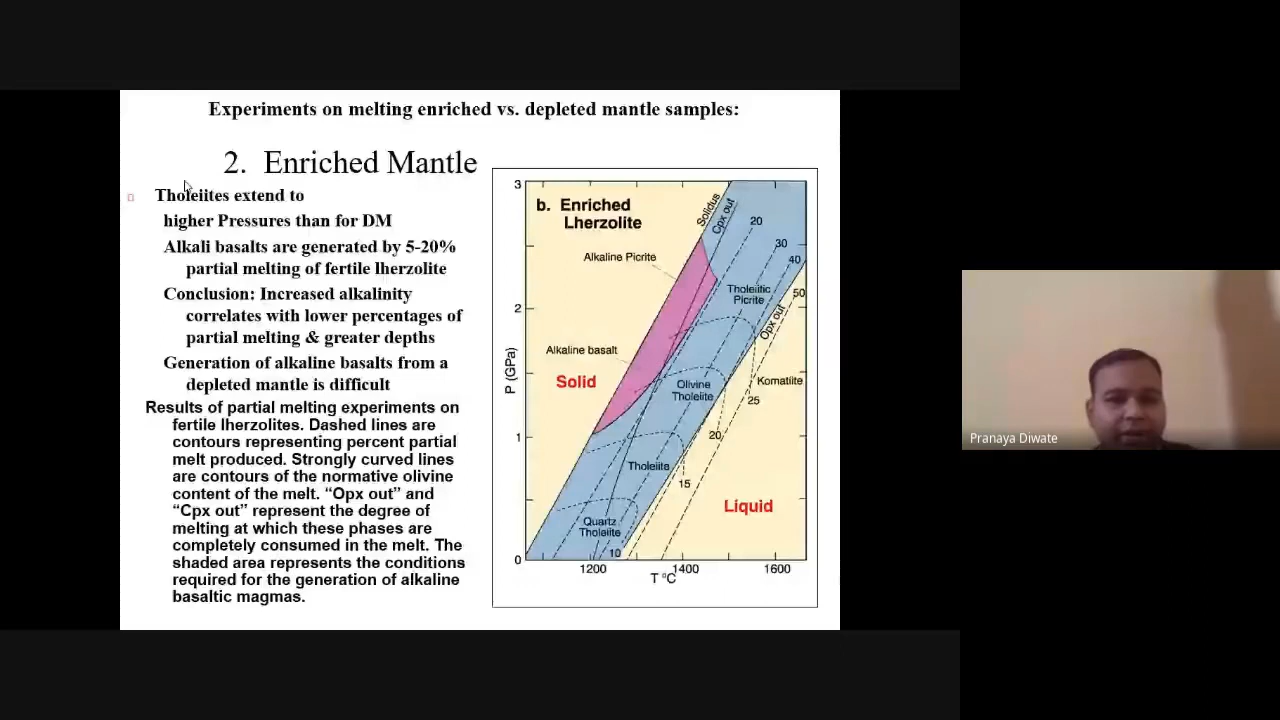 Experiments on melting enriched vs. depleted mantle samples:
2. Enriched Mantle
Tholeiites extend to
higher Pressures than for DM
Alkali basalts are generated by 5-20%
partial melting of fertile lherzolite
Conclusion: Increased alkalinity
correlates with lower percentages of
partial melting & greater depths
Generation of alkaline basalts from a
depleted mantle is difficult
Results of partial melting experiments on
fertile lherzolites. Dashed lines are
contours representing percent partial
melt produced. Strongly curved lines
are contours of the normative olivine
content of the melt. “Opx out” and
“Cpx out” represent the degree of
melting at which these phases are
completely consumed in the melt. The
shaded area represents the conditions
required for the generation of alkaline
basaltic magmas.
b. Enriched
Lherzolite
Solidus
Cpx out
20
30
40
50
Alkaline Picrite
Tholeiitic
Picrite
Opx out
Alkaline basalt
Solid
Olivine
Tholeiite
Komatiite
25
20
Tholeiite
15
Liquid
Quartz
Tholeiite
10
3
2
1
0
P (GPa)
1200
1400
1600
T °C
Pranaya Diwate